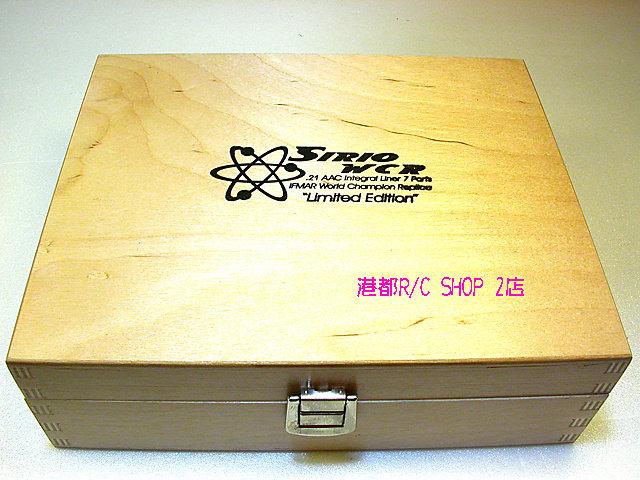 SIRIO
WCR
.21 AAC Integral Liner 7 Ports
IFMAR World Champion Replica
"Limited Edition"
港都R/C SHOP 2店